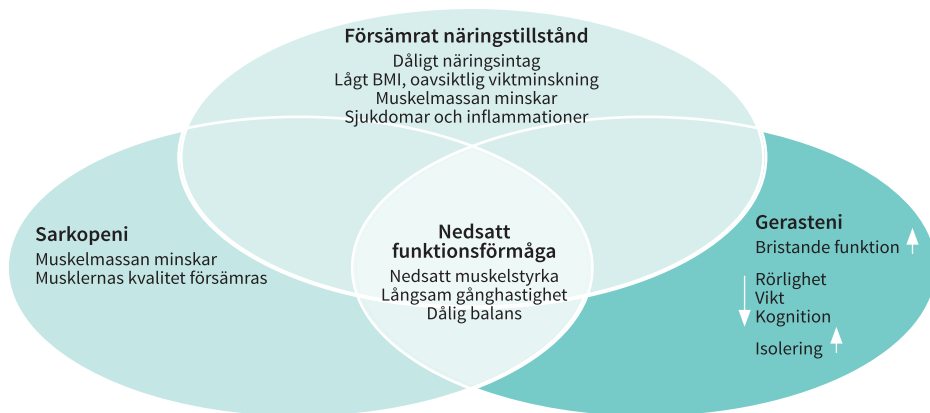 Försämrat näringstillstånd
Dåligt näringsintag
Lågt BMI, oavsiktlig viktminskning
Muskelmassan minskar
Sjukdomar och inflammationer
Sarkopeni
Muskelmassan minskar
Musklernas kvalitet försämras
Nedsatt
funktionsförmåga
Nedsatt muskelstyrka
Långsam gånghastighet
Dålig balans
Gerasteni
Bristande funktion
Rörlighet
Vikt
Kognition
Isolering